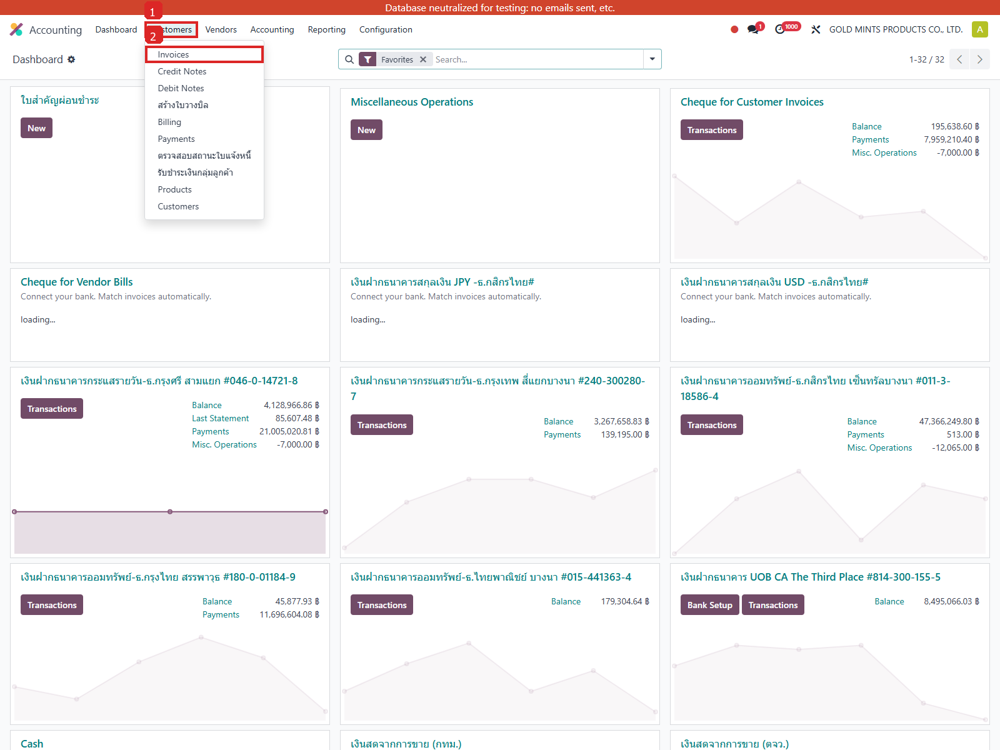 Database neutralized for testing: no emails sent, etc.
1
Accounting Dashboard Customers Vendors Accounting Reporting Configuration 1 1000 GOLD MINTS PRODUCTS CO., LTD. A
2
Dashboard Favorites Search... 1-32 / 32
Invoices
Credit Notes
Debit Notes
สร้างใบวางบิล
Billing
Payments
ตรวจสอบสถานะใบแจ้งหนี้
รับชำระเงินกลุ่มลูกค้า
Products
Customers
ใบสำคัญผ่อนชำระ
New
Miscellaneous Operations
New
Cheque for Customer Invoices
Transactions
Balance 195,638.60 ฿
Payments 7,959,210.40 ฿
Misc. Operations -7,000.00 ฿
Cheque for Vendor Bills
Connect your bank. Match invoices automatically.
loading...
เงินฝากธนาคารสกุลเงิน JPY -ธ.กสิกรไทย#
Connect your bank. Match invoices automatically.
loading...
เงินฝากธนาคารสกุลเงิน USD -ธ.กสิกรไทย#
Connect your bank. Match invoices automatically.
loading...
เงินฝากธนาคารกระแสรายวัน-ธ.กรุงศรี สามแยก #046-0-14721-8
Transactions
Balance 4,128,966.86 ฿
Last Statement 85,607.48 ฿
Payments 21,005,020.81 ฿
Misc. Operations -7,000.00 ฿
เงินฝากธนาคารกระแสรายวัน-ธ.กรุงเทพ สี่แยกบางนา #240-300280-
7
Transactions
Balance 3,267,658.83 ฿
Payments 139,195.00 ฿
เงินฝากธนาคารออมทรัพย์-ธ.กสิกรไทย เซ็นทรัลบางนา #011-3-
18586-4
Transactions
Balance 47,366,249.80 ฿
Payments 513.00 ฿
Misc. Operations -12,065.00 ฿
เงินฝากธนาคารออมทรัพย์-ธ.กรุงไทย สรรพาวุธ #180-0-01184-9
Transactions
Balance 45,877.93 ฿
Payments 11,696,604.08 ฿
เงินฝากธนาคารออมทรัพย์-ธ.ไทยพาณิชย์ บางนา #015-441363-4
Transactions
Balance 179,304.64 ฿
เงินฝากธนาคาร UOB CA The Third Place #814-300-155-5
Bank Setup Transactions
Balance 8,495,066.03 ฿
Cash
เงินสดจากการขาย (กทม.)
เงินสดจากการขาย (ตจว.)